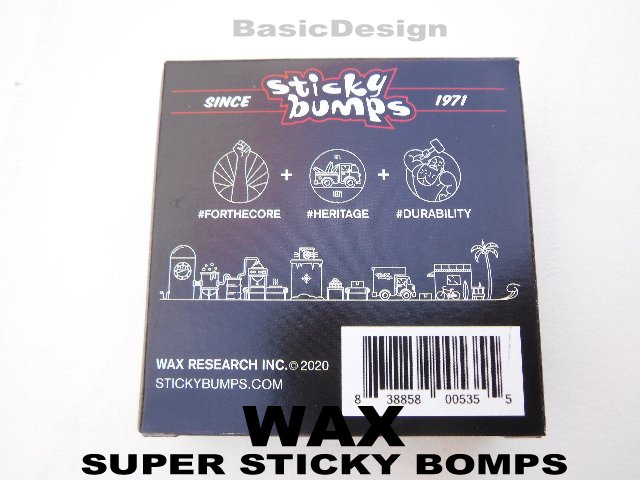 BasicDesign
sticky
bumps
SINCE
1971
+
+
1971
#FORTHECORE
#HERITAGE
#DURABILITY
WAX RESEARCH INC.© 2020
STICKYBUMPS.COM
8 38858 00535 5
WAX
SUPER STICKY BOMPS